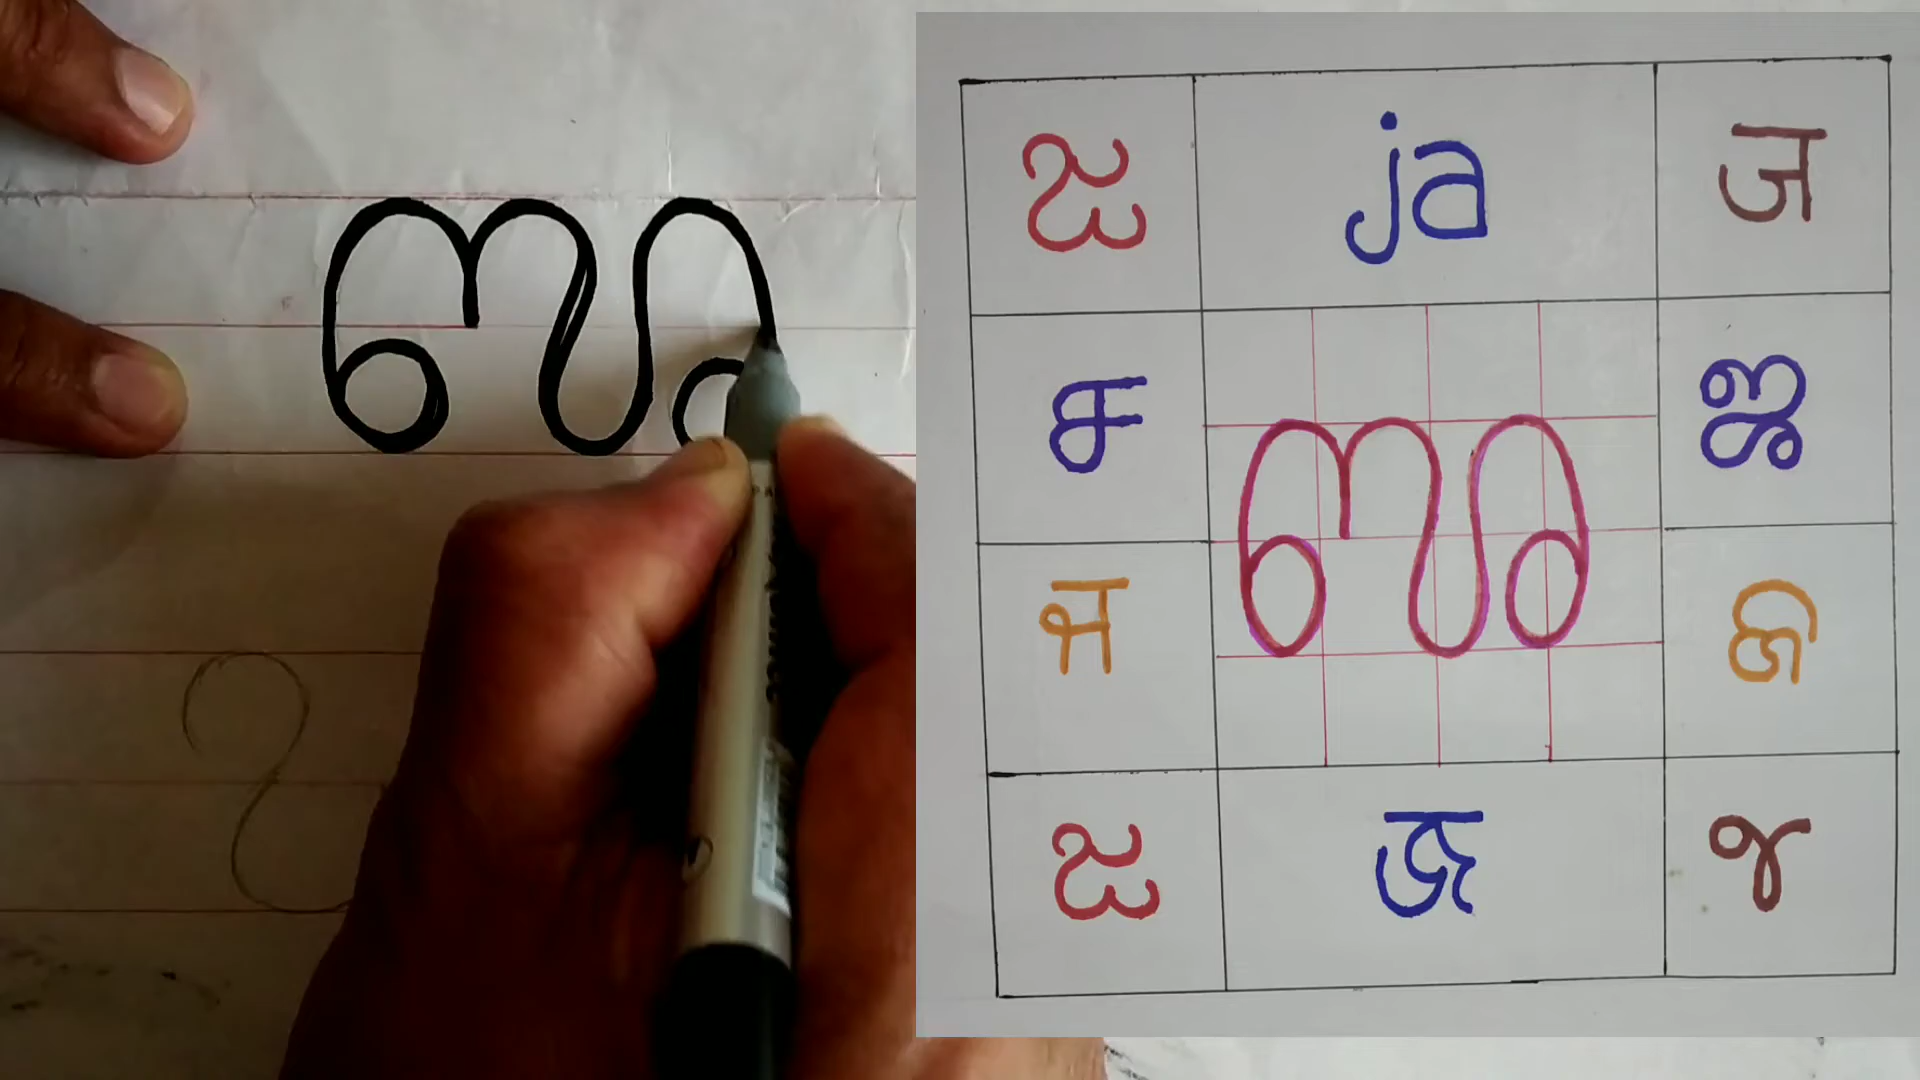 ಜ ja ज
ச ஜ
ਜ ଜ
జ জ જ